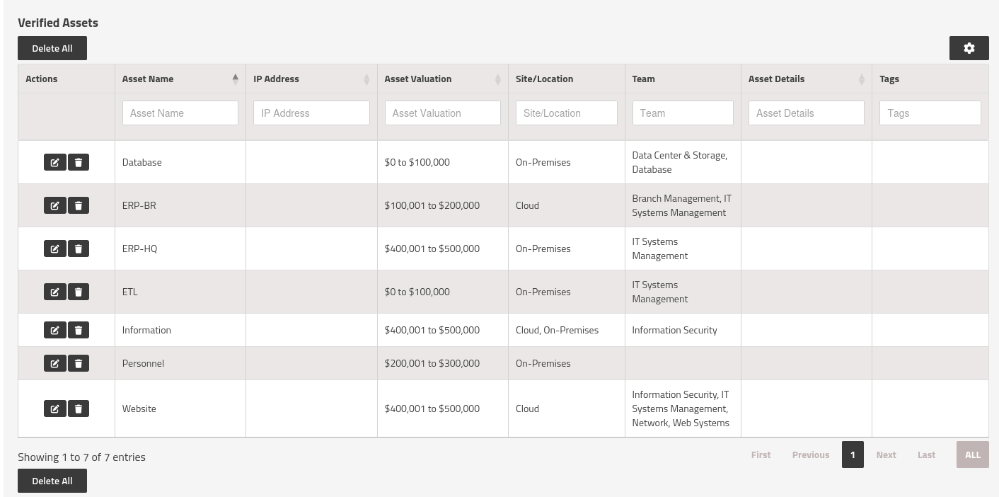 Verified Assets
Delete All
Actions Asset Name IP Address Asset Valuation Site/Location Team Asset Details Tags
Asset Name IP Address Asset Valuation Site/Location Team Asset Details Tags
Database $0 to $100,000 On-Premises Data Center & Storage,
Database
ERP-BR $100,001 to $200,000 Cloud Branch Management, IT
Systems Management
ERP-HQ $400,001 to $500,000 On-Premises IT Systems
Management
ETL $0 to $100,000 On-Premises IT Systems
Management
Information $400,001 to $500,000 Cloud, On-Premises Information Security
Personnel $200,001 to $300,000 On-Premises
Website $400,001 to $500,000 Cloud Information Security, IT
Systems Management,
Network, Web Systems
Showing 1 to 7 of 7 entries First Previous 1 Next Last ALL
Delete All